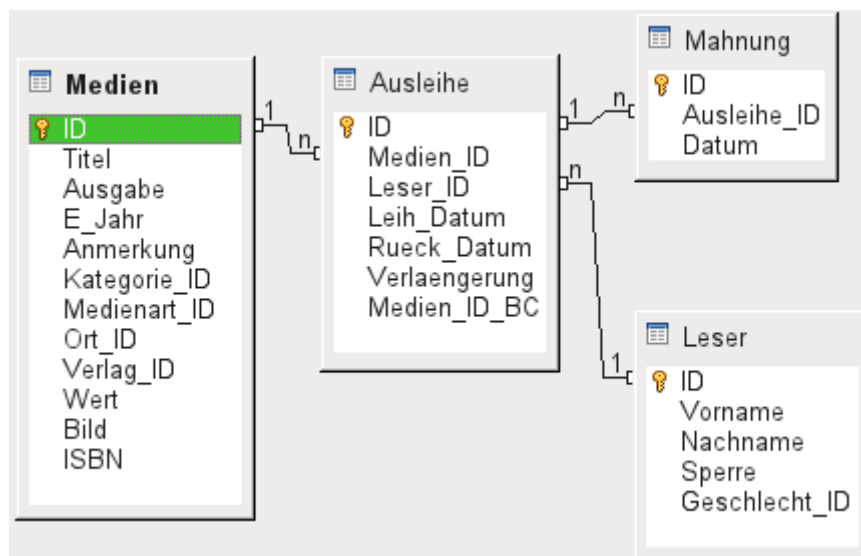 Medien
ID
Titel
Ausgabe
E_Jahr
Anmerkung
Kategorie_ID
Medienart_ID
Ort_ID
Verlag_ID
Wert
Bild
ISBN
1
n
Ausleihe
ID
Medien_ID
Leser_ID
Leih_Datum
Rueck_Datum
Verlaengerung
Medien_ID_BC
1
n
n
1
Mahnung
ID
Ausleihe_ID
Datum
Leser
ID
Vorname
Nachname
Sperre
Geschlecht_ID